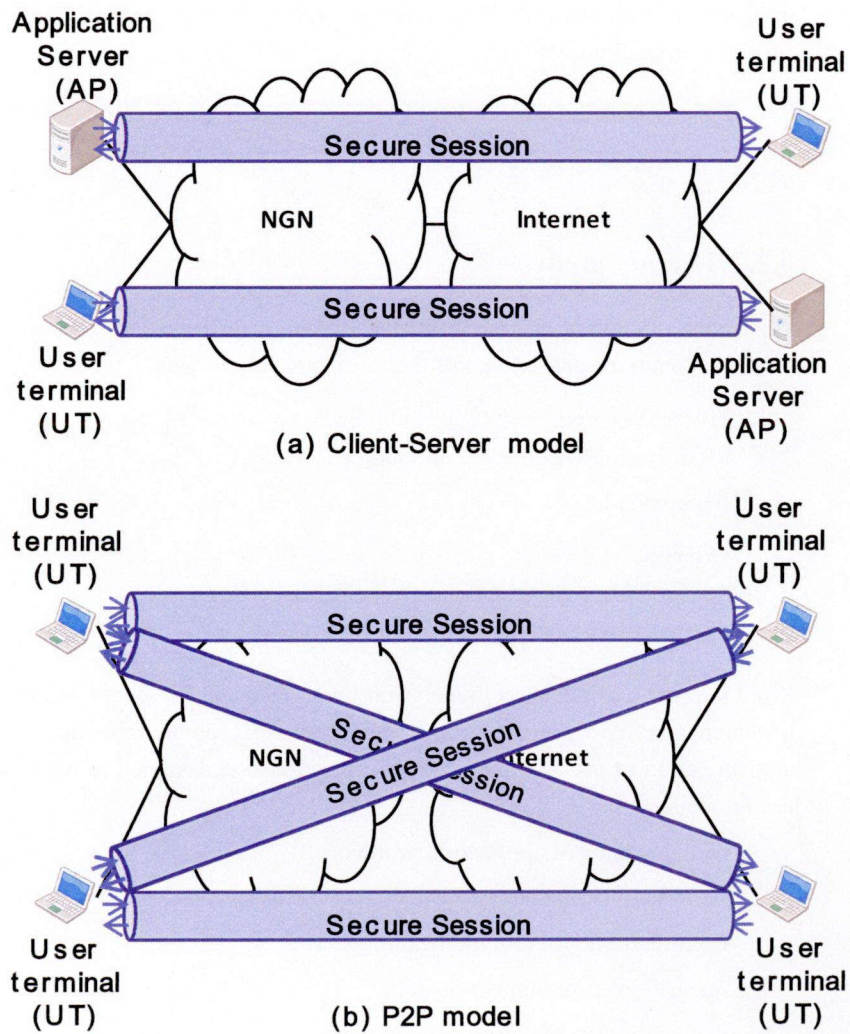 Application
Server
(AP)
User
terminal
(UT)
Secure Session
NGN
Internet
Secure Session
User
terminal
(UT)
Application
Server
(AP)
(a) Client-Server model
User
terminal
(UT)
User
terminal
(UT)
Secure Session
NGN
Secure Session
Secure Session
nternet
Secure Session
User
terminal
(UT)
User
terminal
(UT)
(b) P2P model